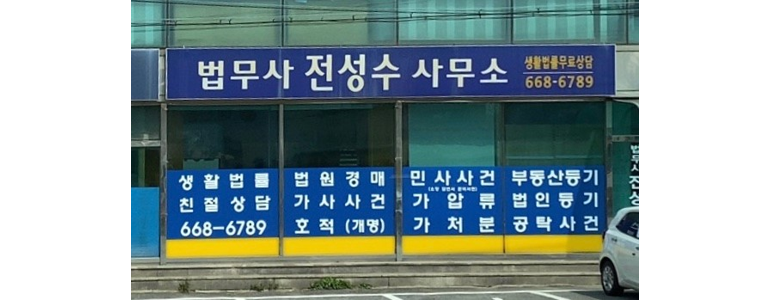 법무사 전성수 사무소
생활법률무료상담
668-6789
생활법률
친절상담
668-6789
법원경매
가사사건
호적(개명)
민사사건
가압류
가처분
부동산등기
법인등기
공탁사건
법무사 전성